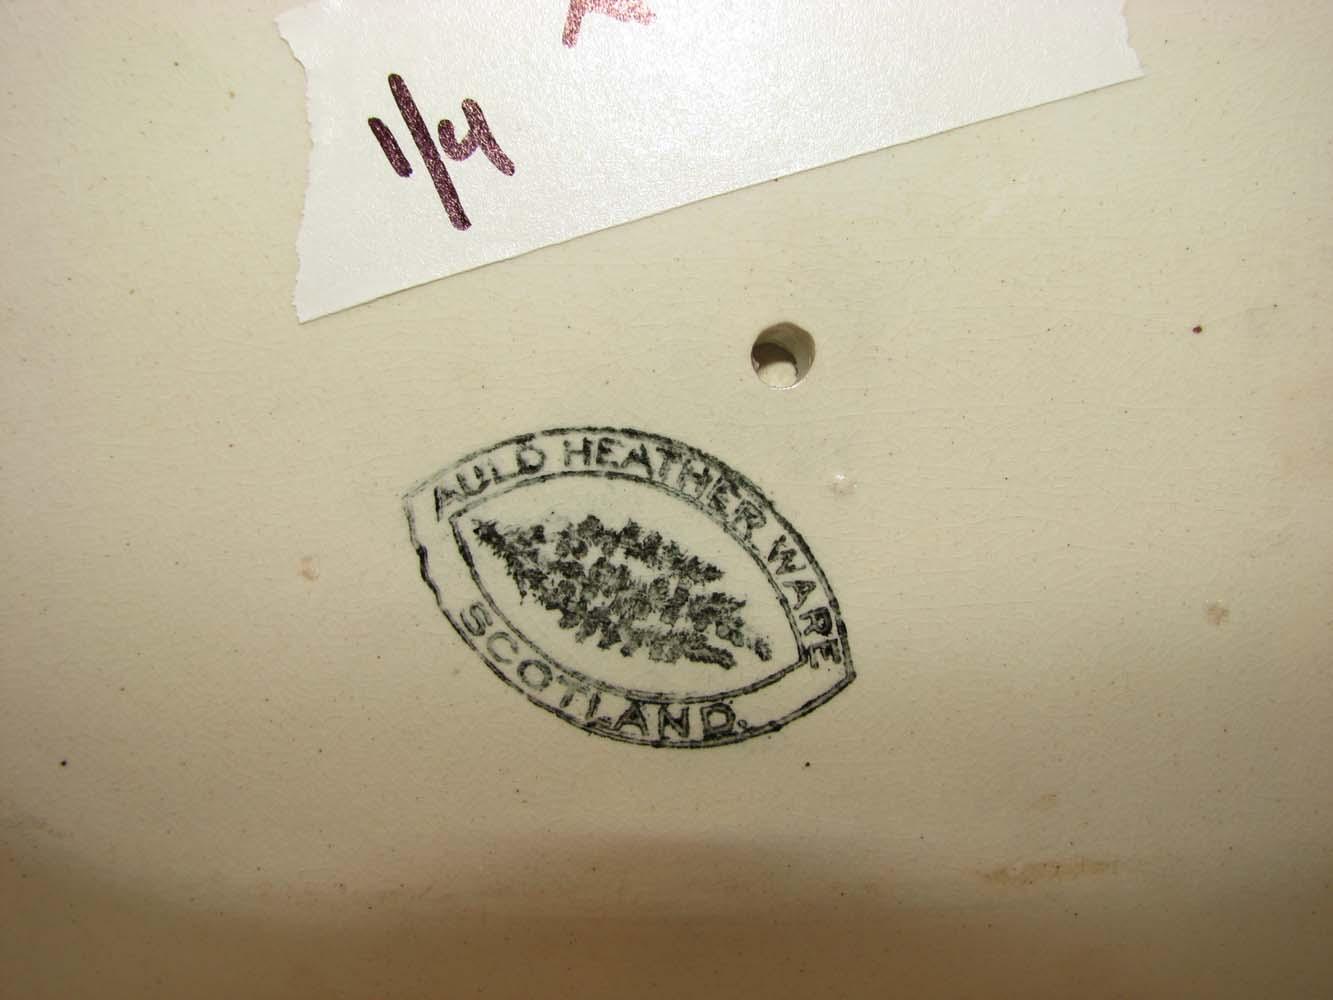 1/4
AULD HEATHER WARE
SCOTLAND.